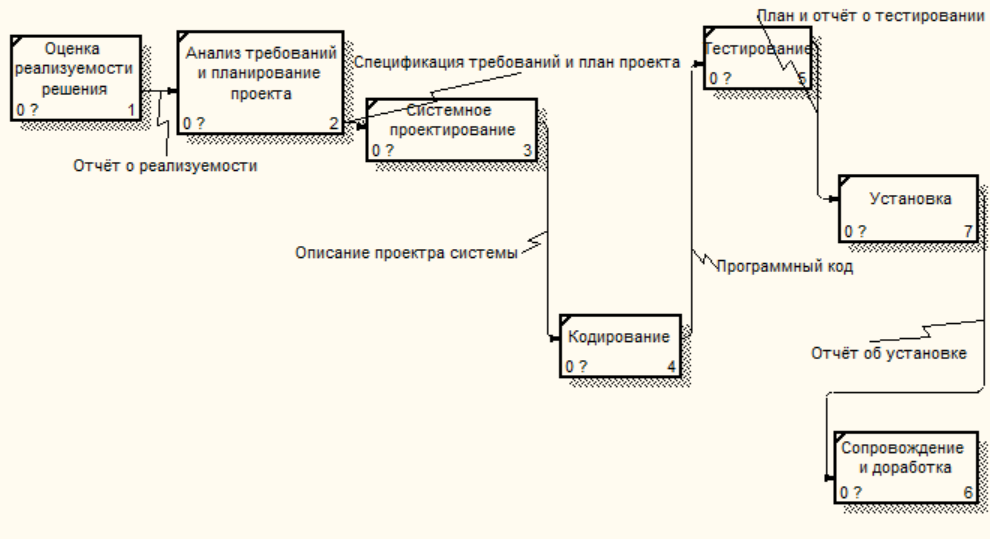 Оценка
реализуемости
решения
0 ? 1
Отчёт о реализуемости
Анализ требований
и планирование
проекта
0 ? 2
Спецификация требований и план проекта
Системное
проектирование
0 ? 3
Описание проектра системы
Кодирование
0 ? 4
Программный код
Тестирование
0 ? 5
План и отчёт о тестировании
Установка
0 ? 7
Отчёт об установке
Сопровождение
и доработка
0 ? 6